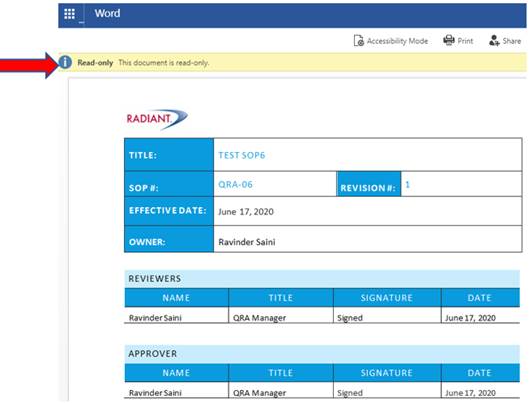 Word
Accessibility Mode Print Share
Read-only This document is read-only.
RADIANT.
TITLE: TEST SOP6
SOP #: QRA-06 REVISION #: 1
EFFECTIVE DATE: June 17, 2020
OWNER: Ravinder Saini
REVIEWERS
NAME TITLE SIGNATURE DATE
Ravinder Saini QRA Manager Signed June 17, 2020
APPROVER
NAME TITLE SIGNATURE DATE
Ravinder Saini QRA Manager Signed June 17, 2020